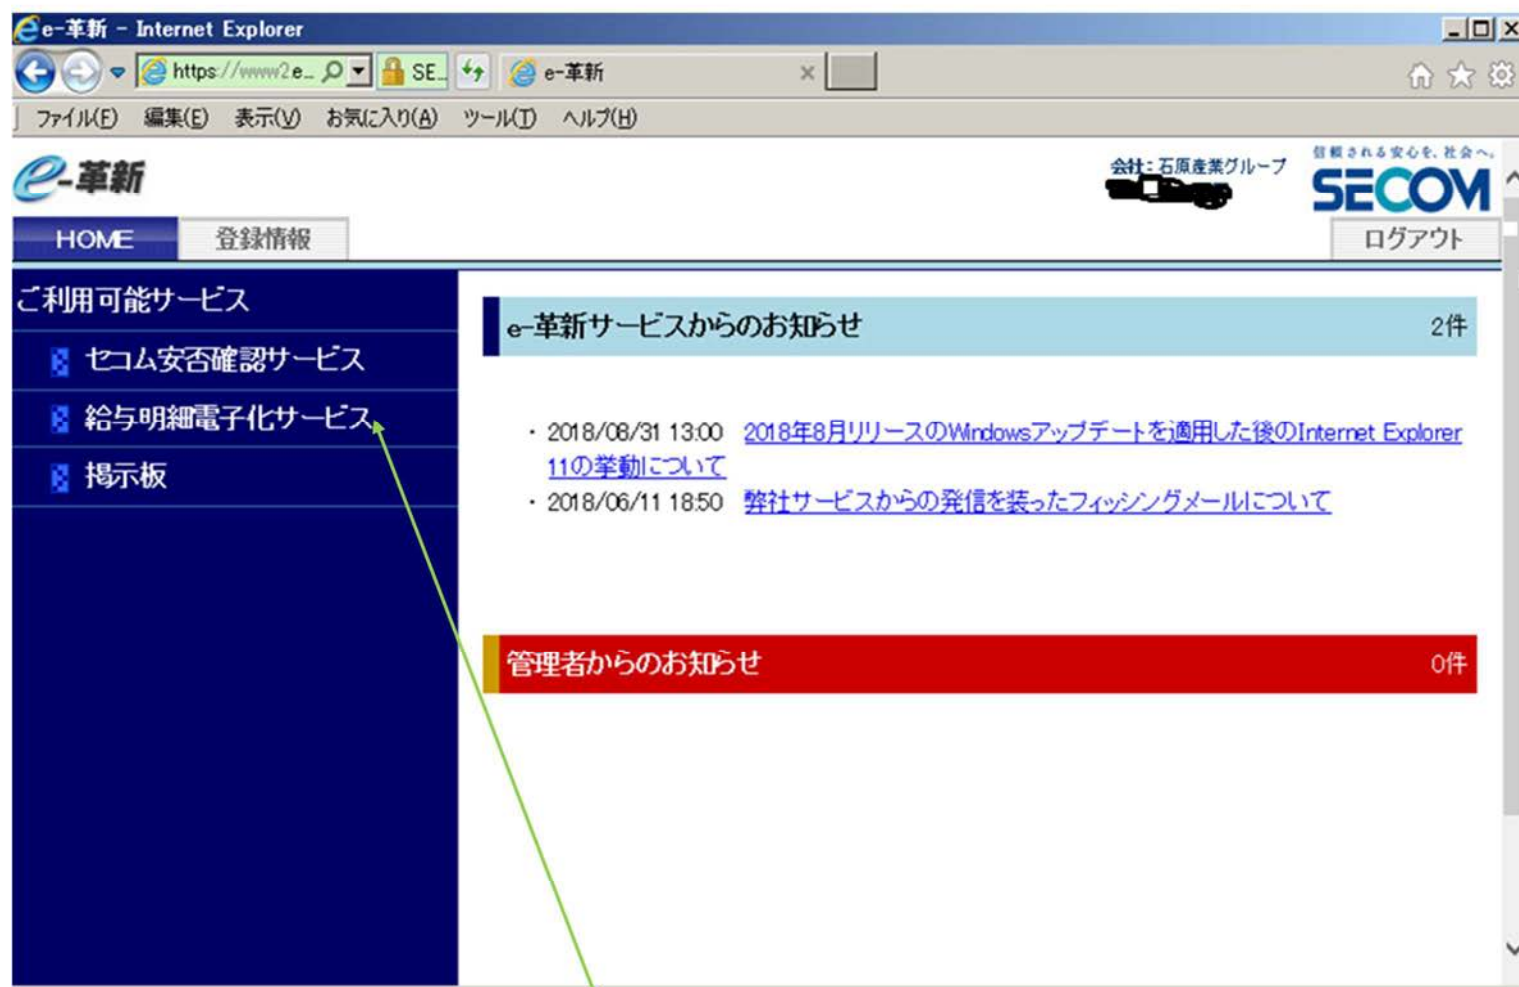 e-革新 - Internet Explorer
https://www2.e... SE... e-革新
ファイル(F) 編集(E) 表示(V) お気に入り(A) ツール(T) ヘルプ(H)
e-革新
会社：石原産業グループ
信頼される安心を、社会へ。
SECOM
HOME 登録情報 ログアウト
ご利用可能サービス
セコム安否確認サービス
給与明細電子化サービス
掲示板
e-革新サービスからのお知らせ 2件
・ 2018/08/31 13:00 2018年8月リリースのWindowsアップデートを適用した後のInternet Explorer
11の挙動について
・ 2018/06/11 18:50 弊社サービスからの発信を装ったフィッシングメールについて
管理者からのお知らせ 0件